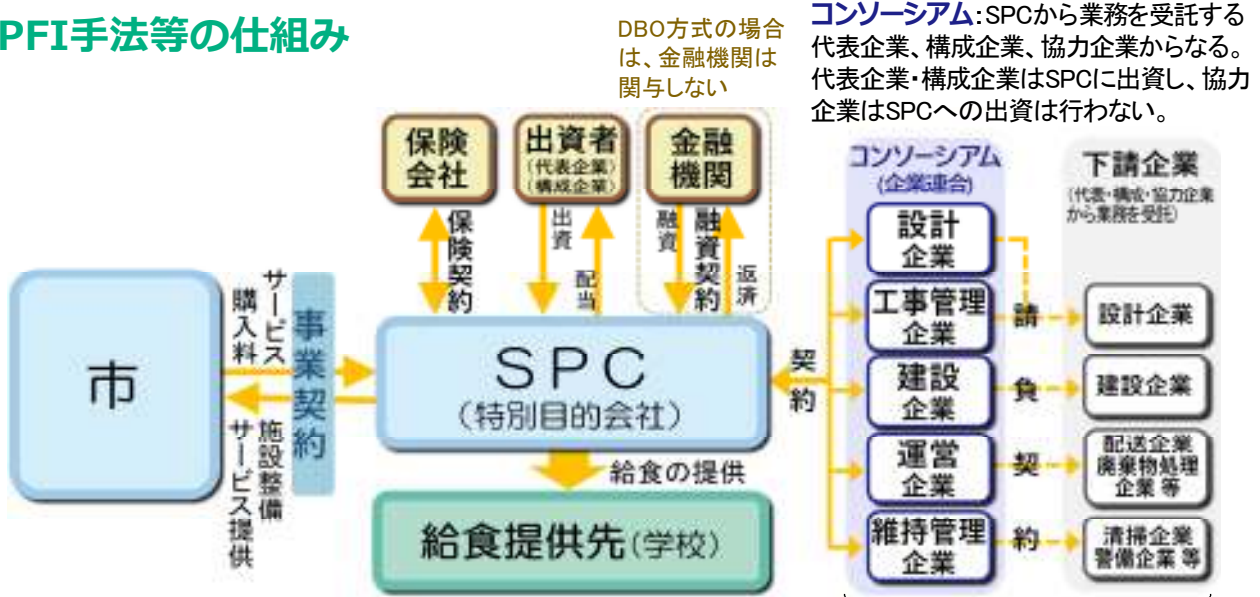 PFI手法等の仕組み
DBO方式の場合
は、金融機関は
関与しない
コンソーシアム：SPCから業務を受託する
代表企業、構成企業、協力企業からなる。
代表企業・構成企業はSPCに出資し、協力
企業はSPCへの出資は行わない。
保険
会社
出資者
(代表企業)
(構成企業)
金融
機関
保険契約
出資
配当
融資
融資契約
返済
市
サービス
購入料
事業契約
施設整備
サービス提供
SPC
(特別目的会社)
給食の提供
給食提供先(学校)
契約
コンソーシアム
(企業連合)
設計
企業
工事管理
企業
建設
企業
運営
企業
維持管理
企業
請負契約
下請企業
(代表・構成・協力企業
から業務を受託)
設計企業
建設企業
配送企業
廃棄物処理
企業 等
清掃企業
警備企業 等